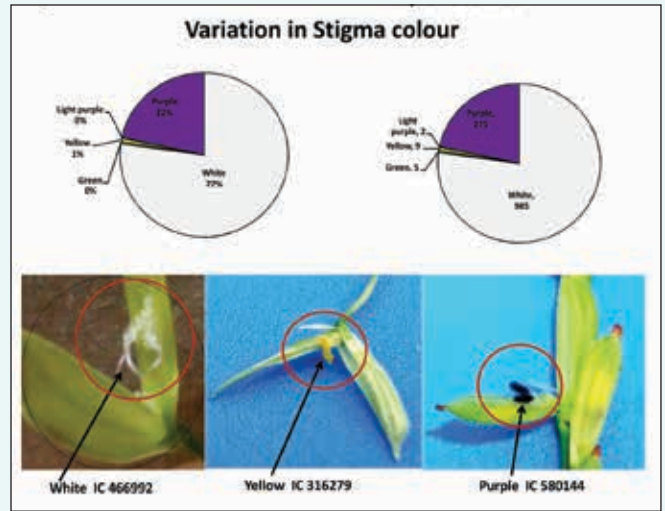 Variation in Stigma colour
Purple
22%
Light purple
0%
Yellow
1%
Green
0%
White
77%
Purple,
Light
purple, 2
Yellow, 9
Green, 5
White,
985
White IC 466992
Yellow IC 316279
Purple IC 580144